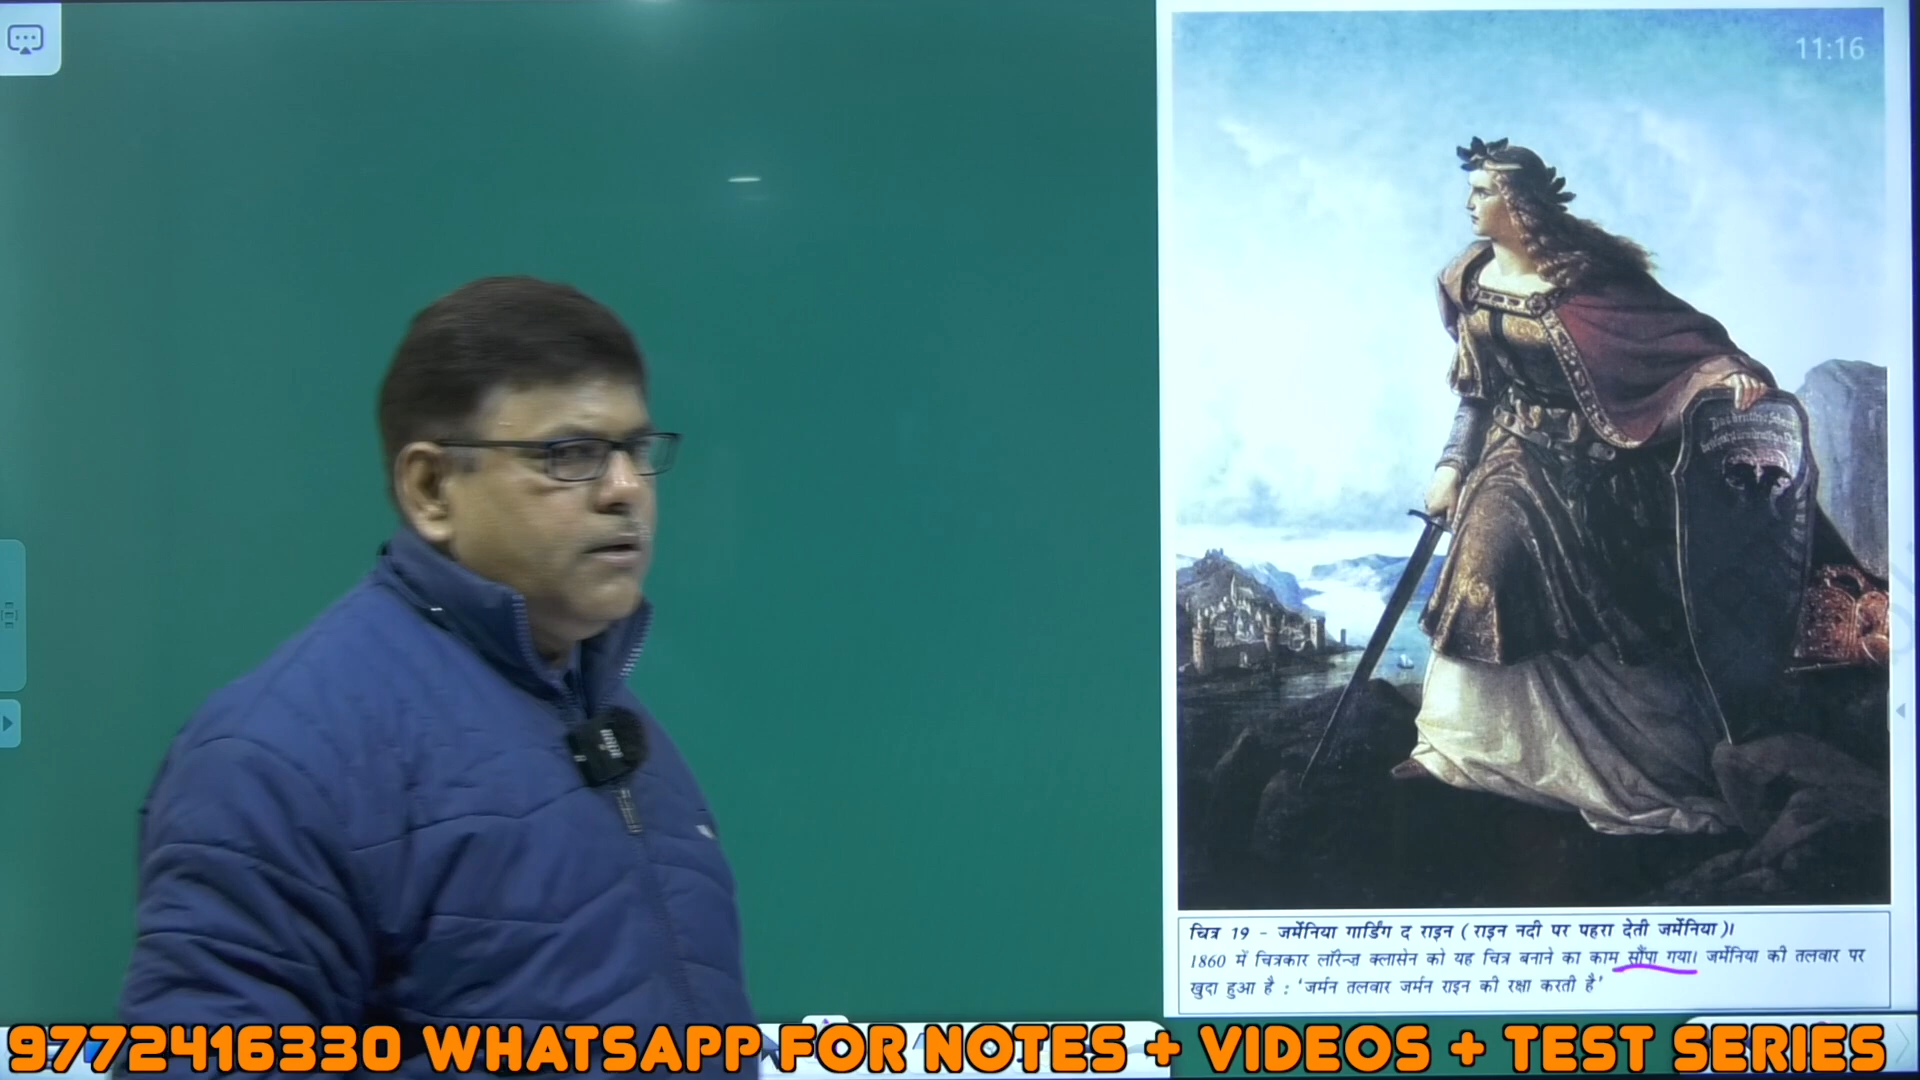 11:16
चित्र 19 - जर्मेनिया गार्डिंग द राइन ( राइन नदी पर पहरा देती जर्मेनिया )।
1860 में चित्रकार लॉरेन्ज़ क्लासेन को यह चित्र बनाने का काम सौंपा गया। जर्मेनिया की तलवार पर
खुदा हुआ है : 'जर्मन तलवार जर्मन राइन की रक्षा करती है'
9772416330 WHATSAPP FOR NOTES + VIDEOS + TEST SERIES